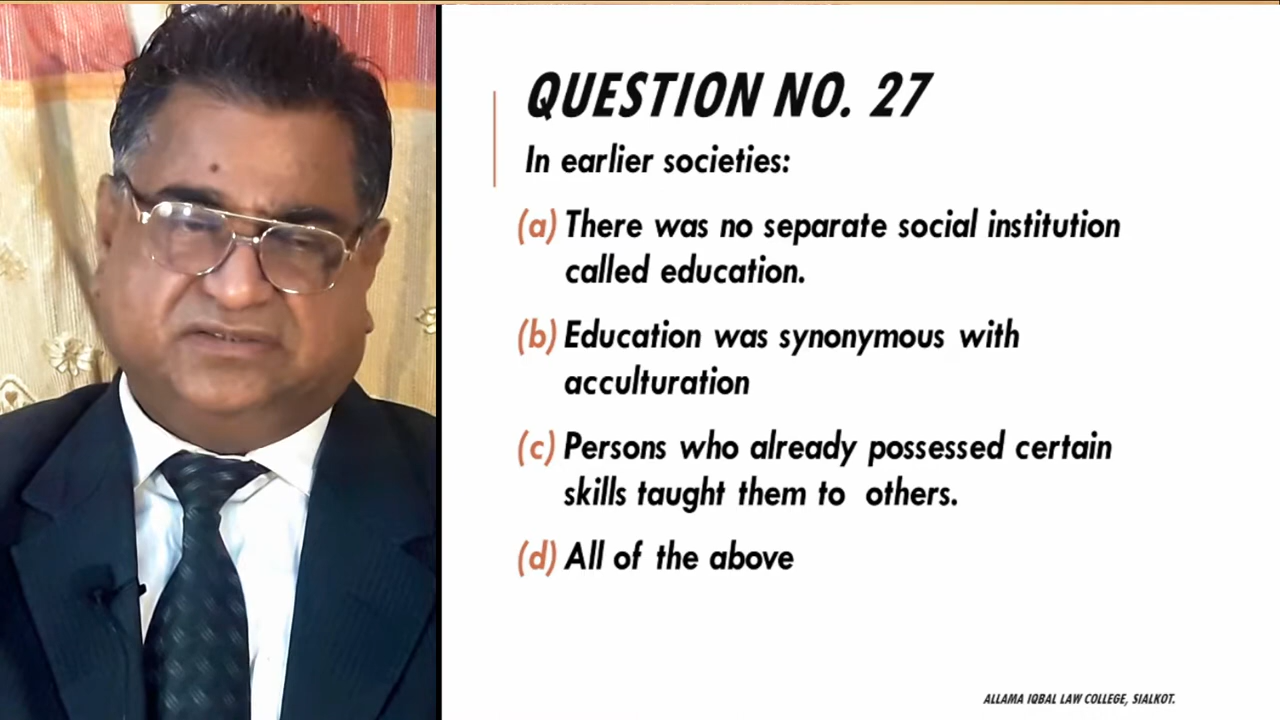 QUESTION NO. 27
In earlier societies:
(a) There was no separate social institution
called education.
(b) Education was synonymous with
acculturation
(c) Persons who already possessed certain
skills taught them to others.
(d) All of the above
ALLAMA IQBAL LAW COLLEGE, SIALKOT.